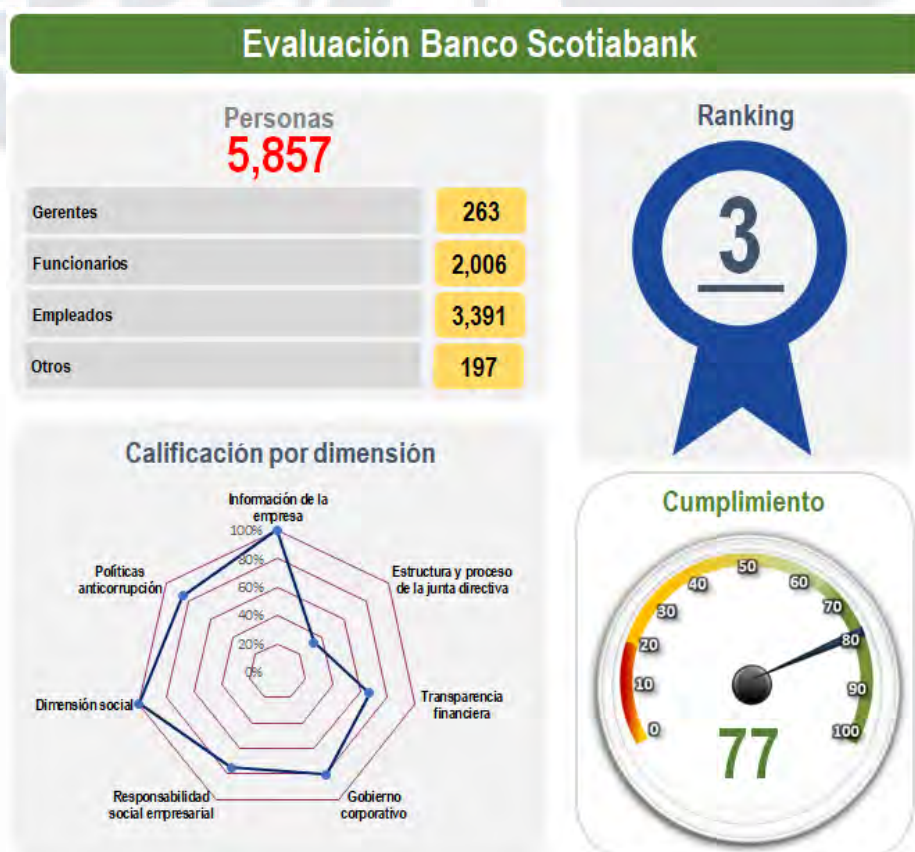 Evaluación Banco Scotiabank
Personas
5,857
Gerentes 263
Funcionarios 2,006
Empleados 3,391
Otros 197
Ranking
3
Calificación por dimensión
Información de la
empresa
100%
80%
60%
40%
20%
0%
Estructura y proceso
de la junta directiva
Transparencia
financiera
Gobierno
corporativo
Responsabilidad
social empresarial
Dimensión social
Políticas
anticorrupción
Cumplimiento
0
10
20
30
40
50
60
70
80
90
100
77